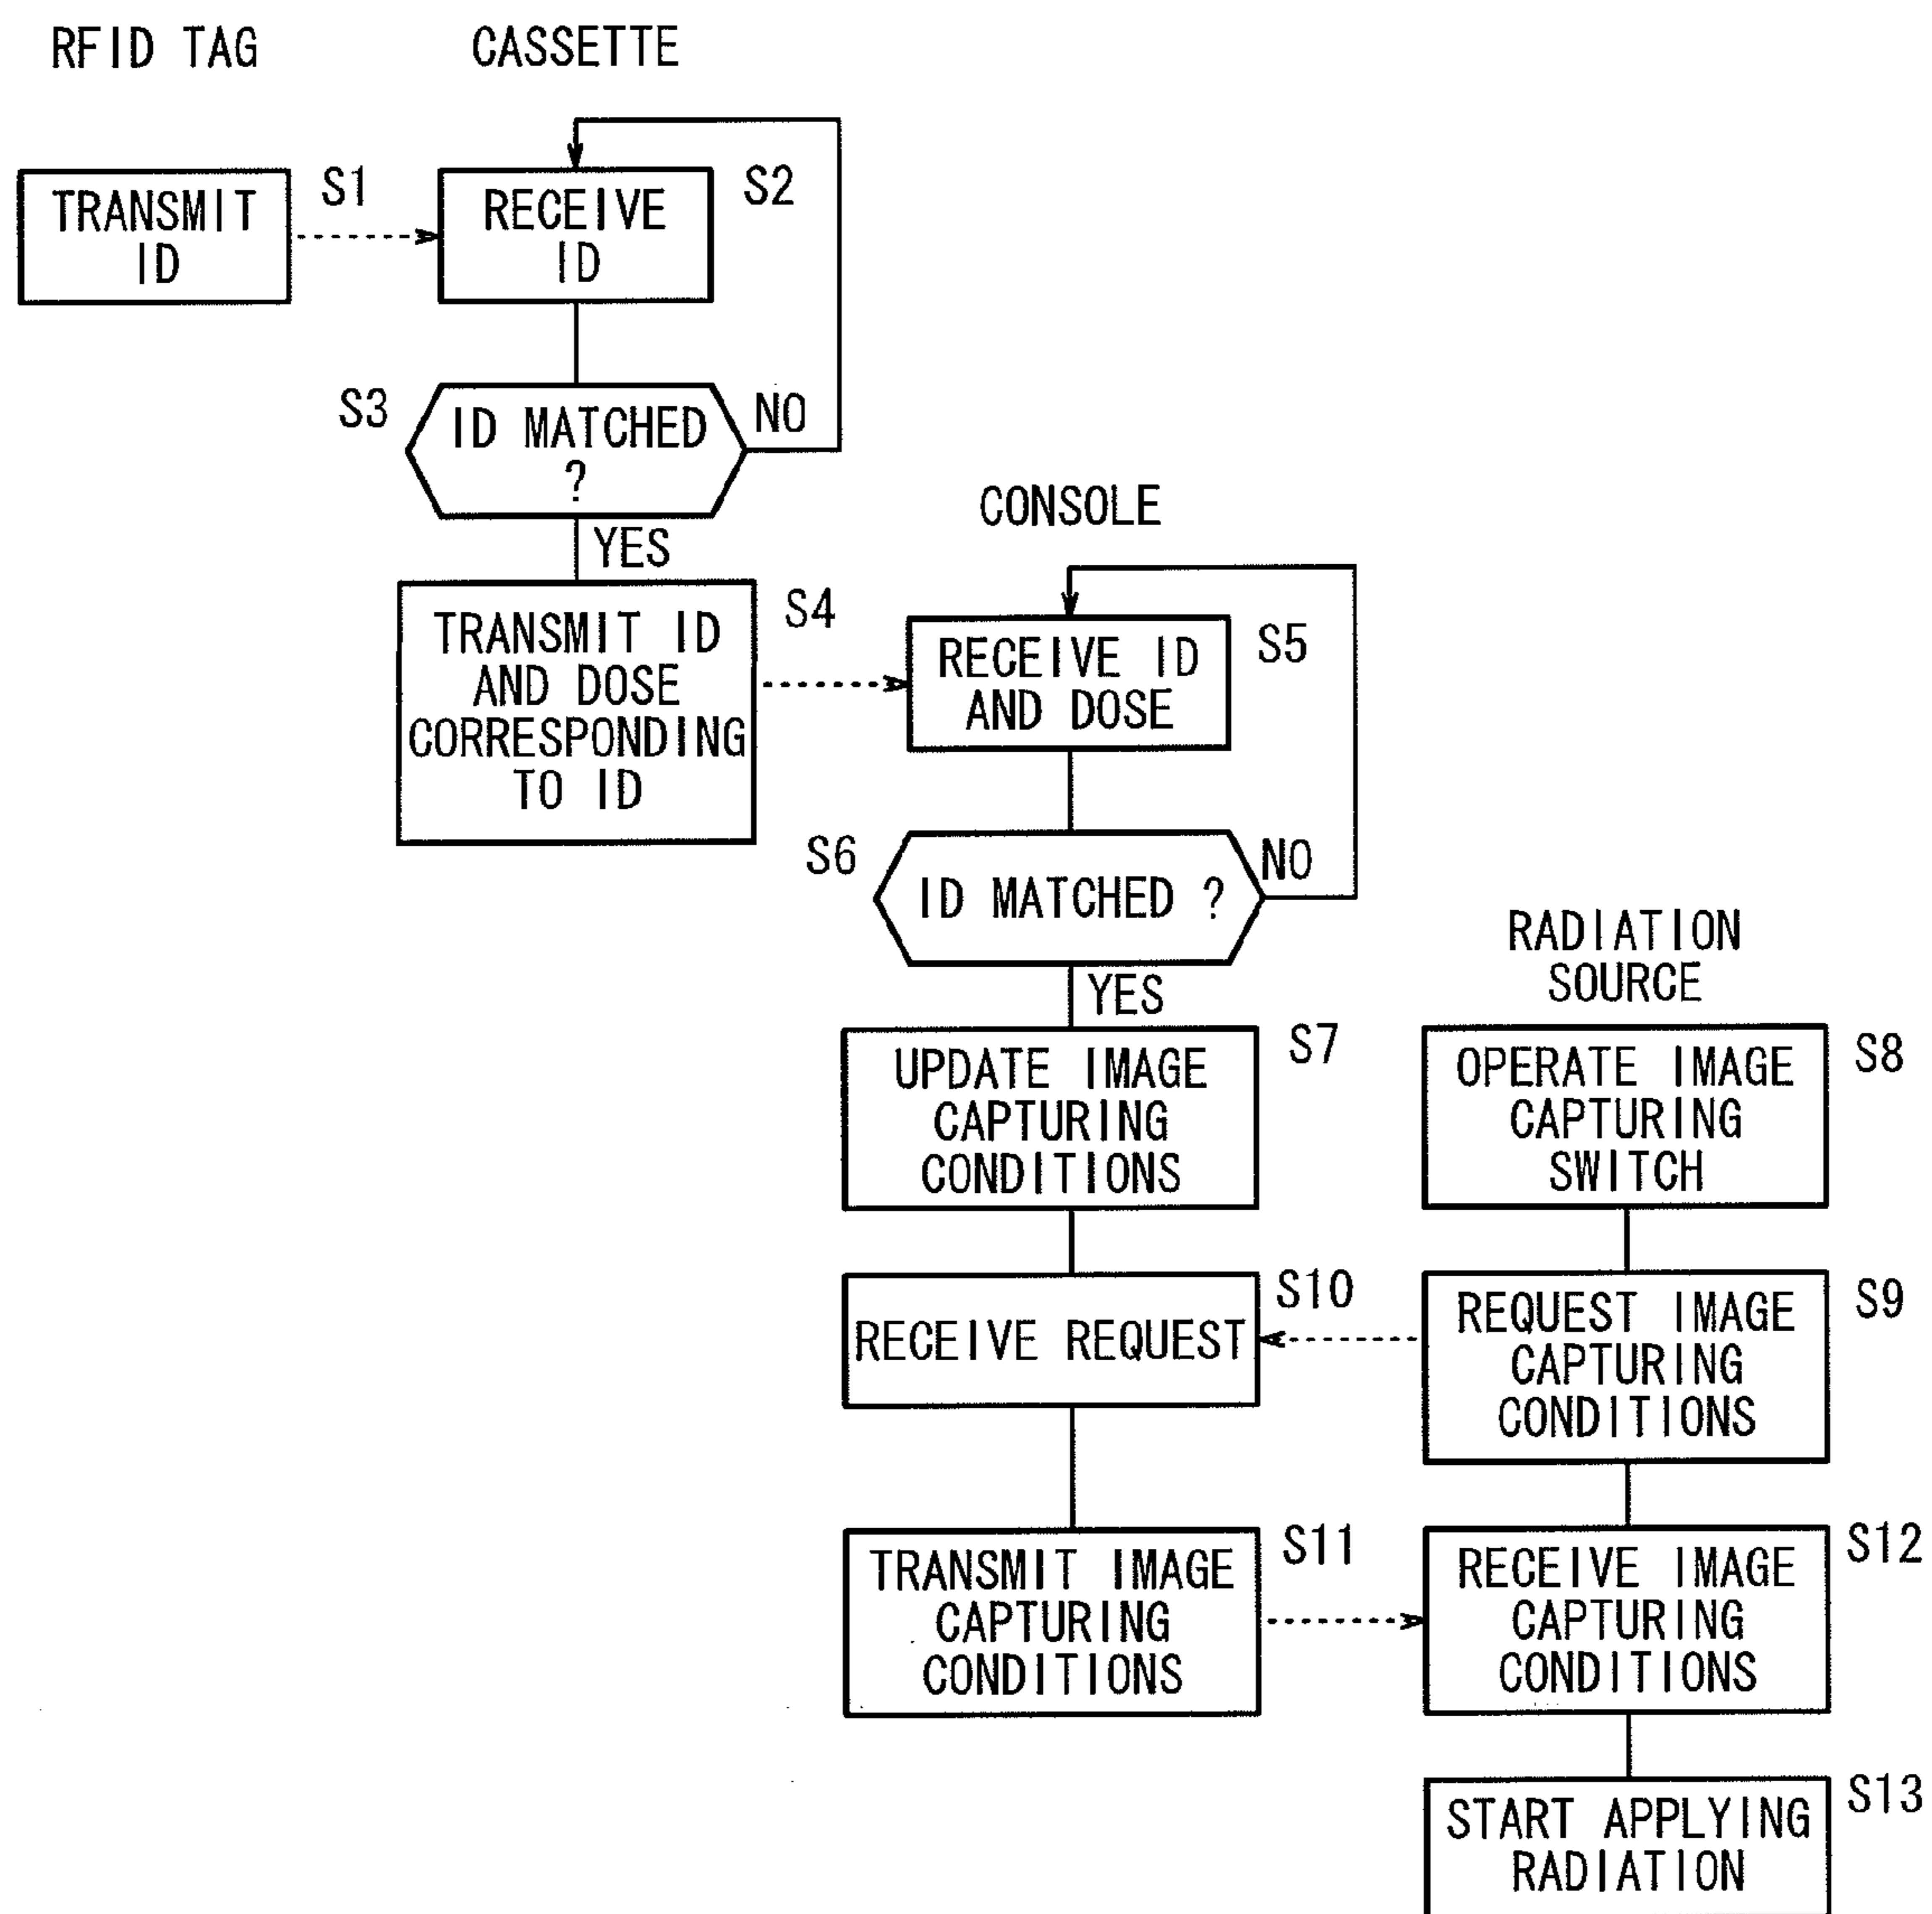 RFID TAG
CASSETTE
TRANSMIT
ID
S1
RECEIVE
ID
S2
S3
ID MATCHED
?
NO
YES
TRANSMIT ID
AND DOSE
CORRESPONDING
TO ID
S4
CONSOLE
RECEIVE ID
AND DOSE
S5
S6
ID MATCHED ?
NO
YES
UPDATE IMAGE
CAPTURING
CONDITIONS
S7
RADIATION
SOURCE
OPERATE IMAGE
CAPTURING
SWITCH
S8
RECEIVE REQUEST
S10
REQUEST IMAGE
CAPTURING
CONDITIONS
S9
TRANSMIT IMAGE
CAPTURING
CONDITIONS
S11
RECEIVE IMAGE
CAPTURING
CONDITIONS
S12
START APPLYING
RADIATION
S13